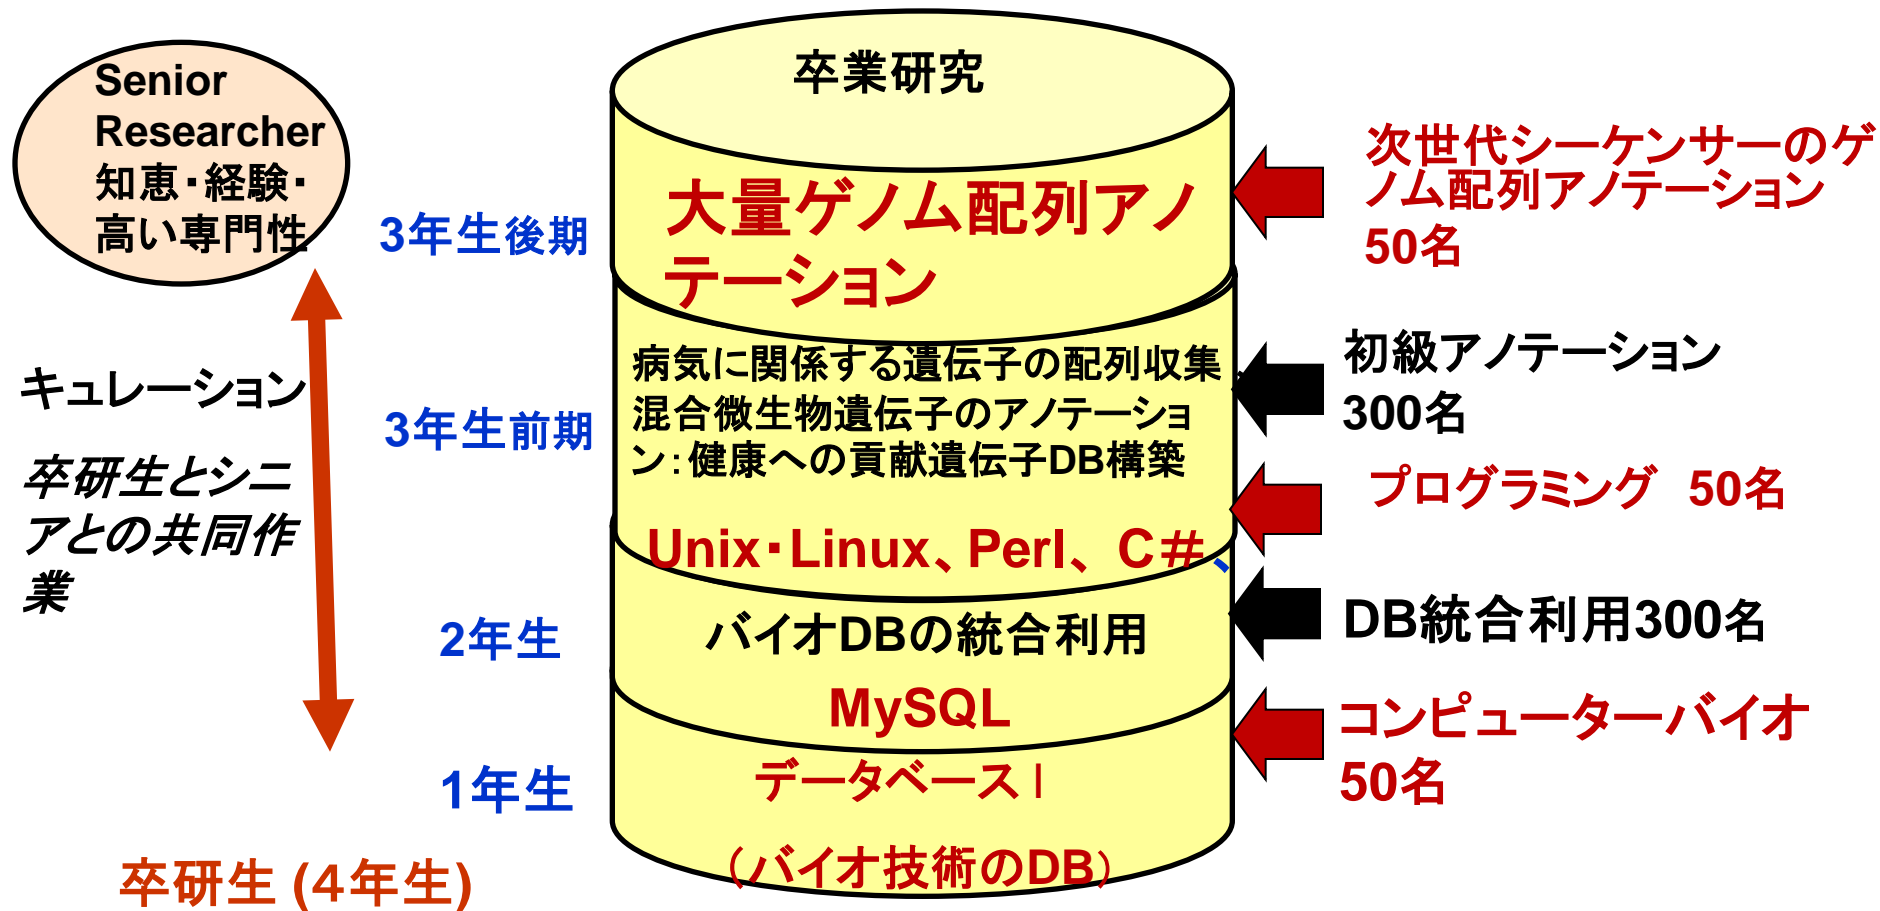 Senior
Researcher
知恵・経験・
高い専門性
キュレーション
卒研生とシニ
アとの共同作
業
卒研生 (４年生)
3年生後期
3年生前期
2年生
1年生
卒業研究
大量ゲノム配列アノ
テーション
病気に関係する遺伝子の配列収集
混合微生物遺伝子のアノテーショ
ン：健康への貢献遺伝子DB構築
Unix・Linux、Perl、C＃、
バイオDBの統合利用
MySQL
データベースⅠ
（バイオ技術のDB）
次世代シーケンサーのゲ
ノム配列アノテーション
50名
初級アノテーション
300名
プログラミング　50名
DB統合利用300名
コンピューターバイオ
50名